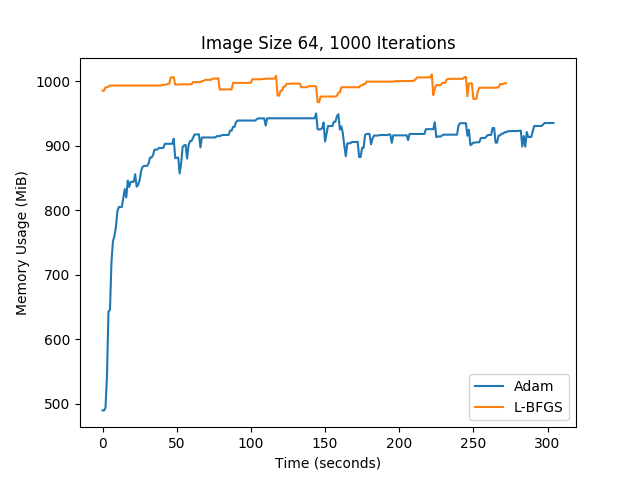 Image Size 64, 1000 Iterations
Memory Usage (MiB)
1000
900
800
700
600
500
0 50 100 150 200 250 300
Time (seconds)
Adam
L-BFGS